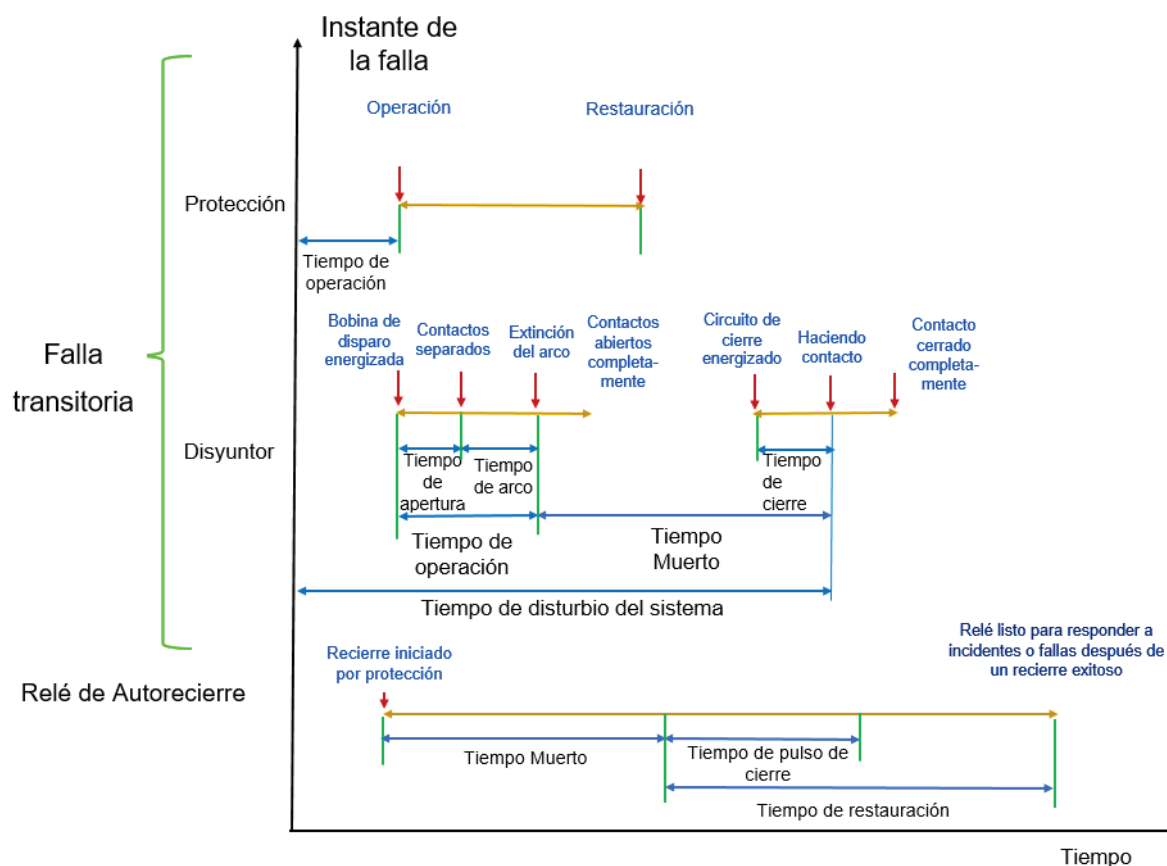 Instante de
la falla
Operación
Restauración
Protección
Tiempo de
operación
Bobina de
disparo
energizada
Contactos
separados
Extinción
del arco
Contactos
abiertos
completa-
mente
Circuito de
cierre
energizado
Haciendo
contacto
Contacto
cerrado
completa-
mente
Falla
transitoria
Disyuntor
Tiempo
de
apertura
Tiempo
de arco
Tiempo
de
cierre
Tiempo de
operación
Tiempo
Muerto
Tiempo de disturbio del sistema
Relé de Autorecierre
Recierre iniciado
por protección
Relé listo para responder a
incidentes o fallas después de
un recierre exitoso
Tiempo Muerto
Tiempo de pulso de
cierre
Tiempo de restauración
Tiempo